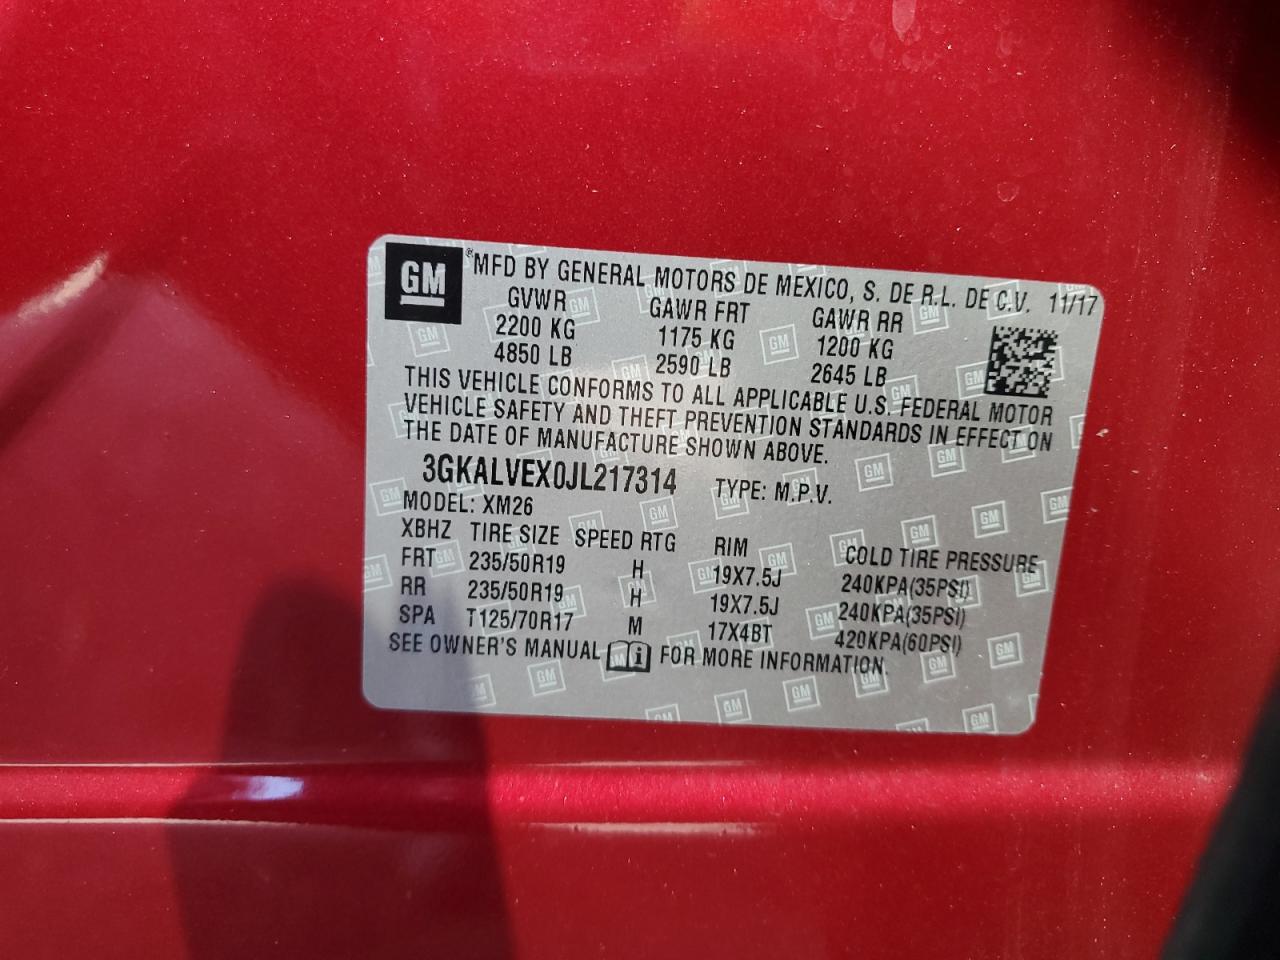 GM ® MFD BY GENERAL MOTORS DE MEXICO, S. DE R.L. DE C.V. 11/17
GVWR GAWR FRT GAWR RR
2200 KG 1175 KG 1200 KG
4850 LB 2590 LB 2645 LB
THIS VEHICLE CONFORMS TO ALL APPLICABLE U.S. FEDERAL MOTOR
VEHICLE SAFETY AND THEFT PREVENTION STANDARDS IN EFFECT ON
THE DATE OF MANUFACTURE SHOWN ABOVE.
3GKALVEX0JL217314 TYPE: M.P.V.
MODEL: XM26
XBHZ TIRE SIZE SPEED RTG RIM COLD TIRE PRESSURE
FRT 235/50R19 H 19X7.5J 240KPA(35PSI)
RR 235/50R19 H 19X7.5J 240KPA(35PSI)
SPA T125/70R17 M 17X4BT 420KPA(60PSI)
SEE OWNER'S MANUAL i FOR MORE INFORMATION.